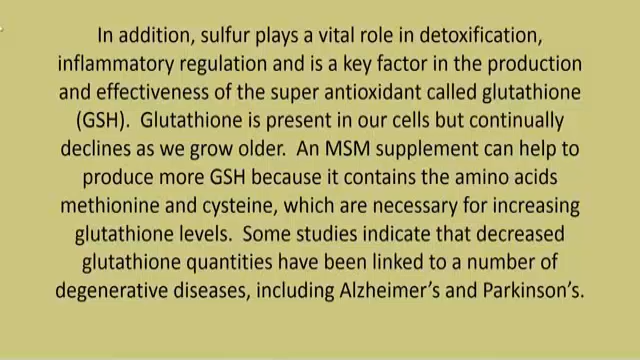 In addition, sulfur plays a vital role in detoxification,
inflammatory regulation and is a key factor in the production
and effectiveness of the super antioxidant called glutathione
(GSH).  Glutathione is present in our cells but continually
declines as we grow older.  An MSM supplement can help to
produce more GSH because it contains the amino acids
methionine and cysteine, which are necessary for increasing
glutathione levels.  Some studies indicate that decreased
glutathione quantities have been linked to a number of
degenerative diseases, including Alzheimer’s and Parkinson’s.